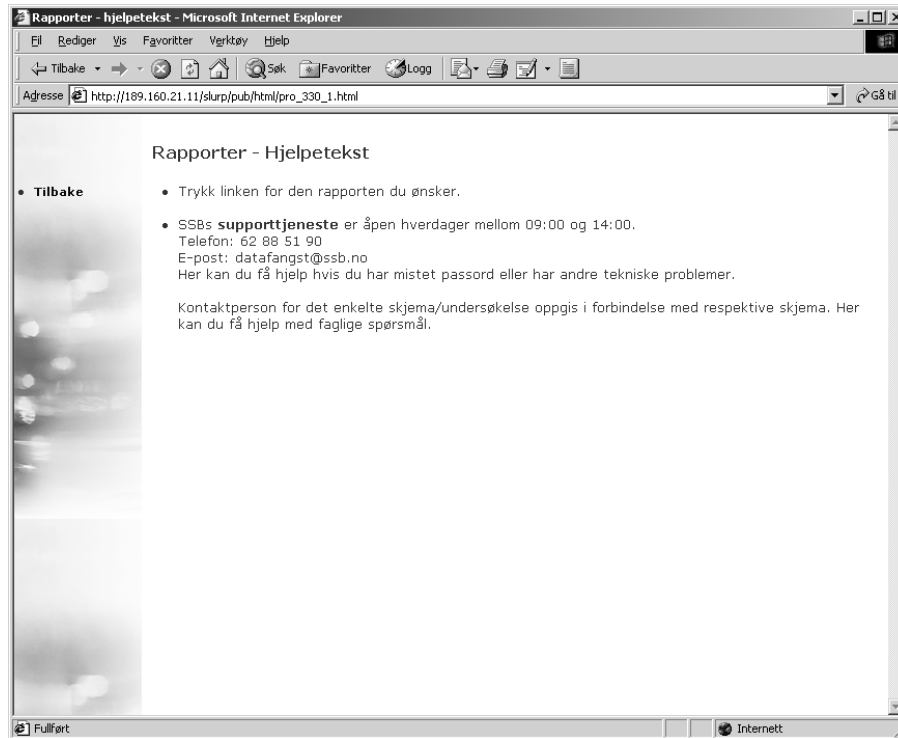 Rapporter - hjelpetekst - Microsoft Internet Explorer
Fil Rediger Vis Favoritter Verktøy Hjelp
Tilbake Søk Favoritter Logg
Adresse http://189.160.21.11/slurp/pub/html/pro_330_1.html Gå til
Rapporter - Hjelpetekst
• Tilbake
• Trykk linken for den rapporten du ønsker.
• SSBs supporttjeneste er åpen hverdager mellom 09:00 og 14:00.
Telefon: 62 88 51 90
E-post: datafangst@ssb.no
Her kan du få hjelp hvis du har mistet passord eller har andre tekniske problemer.
Kontaktperson for det enkelte skjema/undersøkelse oppgis i forbindelse med respektive skjema. Her
kan du få hjelp med faglige spørsmål.
Fullført Internett